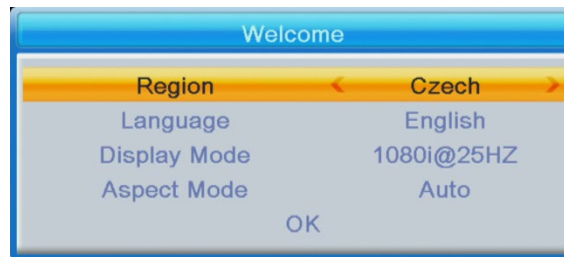 Welcome
Region < Czech >
Language English
Display Mode 1080i@25HZ
Aspect Mode Auto
OK